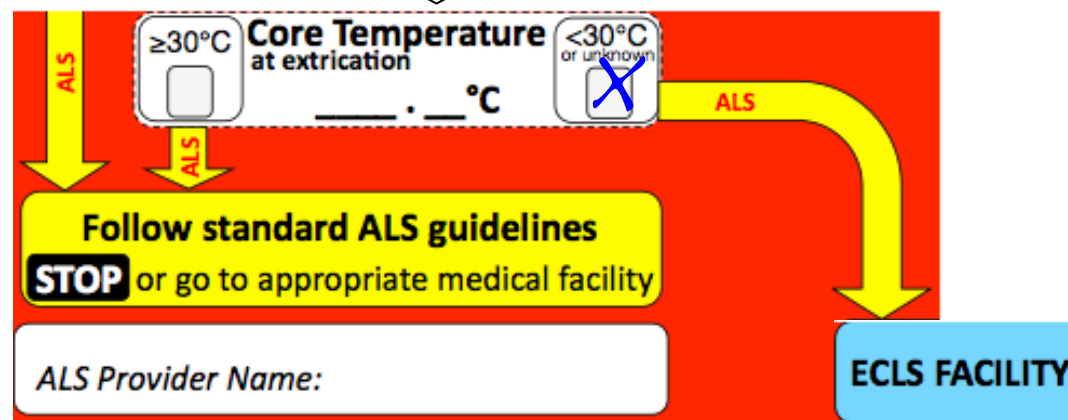 ≥30°C
Core Temperature
at extrication
____ . __°C
<30°C
or unknown
X
ALS
ALS
ALS
Follow standard ALS guidelines
STOP or go to appropriate medical facility
ALS Provider Name:
ECLS FACILITY